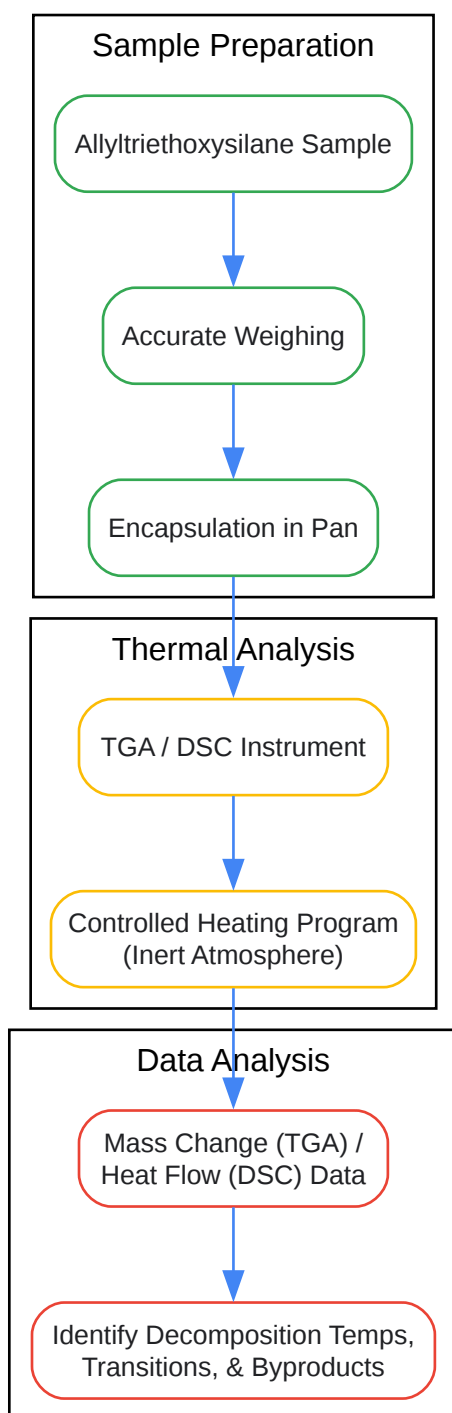 Sample Preparation
Allyltriethoxysilane Sample
Accurate Weighing
Encapsulation in Pan
Thermal Analysis
TGA / DSC Instrument
Controlled Heating Program
(Inert Atmosphere)
Data Analysis
Mass Change (TGA) /
Heat Flow (DSC) Data
Identify Decomposition Temps,
Transitions, & Byproducts